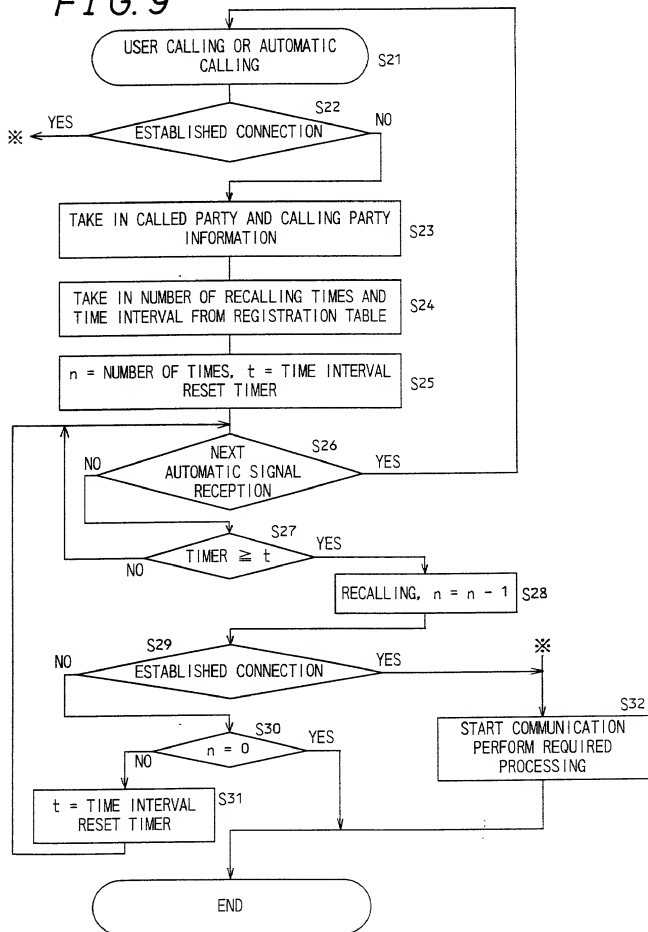 FIG. 9
USER CALLING OR AUTOMATIC
CALLING
S21
S22
※
YES
ESTABLISHED CONNECTION
NO
TAKE IN CALLED PARTY AND CALLING PARTY
INFORMATION
S23
TAKE IN NUMBER OF RECALLING TIMES AND
TIME INTERVAL FROM REGISTRATION TABLE
S24
n = NUMBER OF TIMES, t = TIME INTERVAL
RESET TIMER
S25
S26
NO
NEXT
AUTOMATIC SIGNAL
RECEPTION
YES
S27
TIMER ≧ t
YES
NO
RECALLING, n = n - 1
S28
S29
NO
ESTABLISHED CONNECTION
YES
※
S32
START COMMUNICATION
PERFORM REQUIRED
PROCESSING
S30
n = 0
YES
NO
S31
t = TIME INTERVAL
RESET TIMER
END